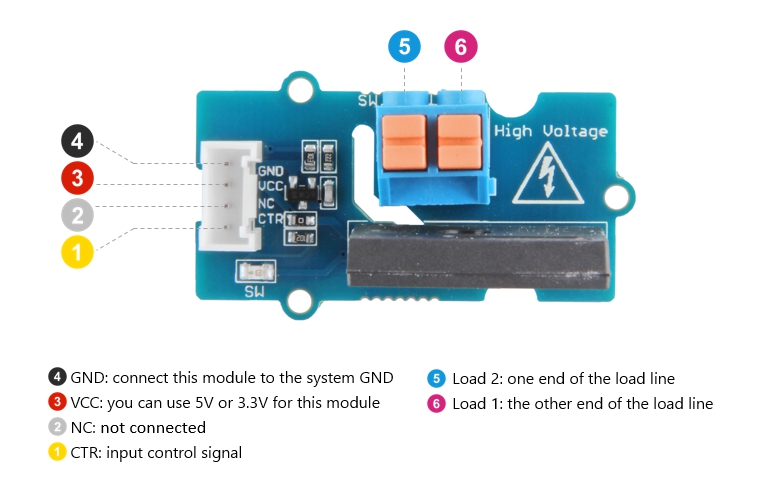 5 6
SW
High Voltage
4
3
2
1
GND
VCC
NC
CTR
SW
4 GND: connect this module to the system GND
3 VCC: you can use 5V or 3.3V for this module
2 NC: not connected
1 CTR: input control signal
5 Load 2: one end of the load line
6 Load 1: the other end of the load line